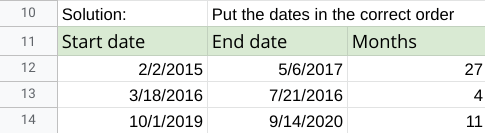 10 Solution: Put the dates in the correct order
11 Start date End date Months
12 2/2/2015 5/6/2017 27
13 3/18/2016 7/21/2016 4
14 10/1/2019 9/14/2020 11